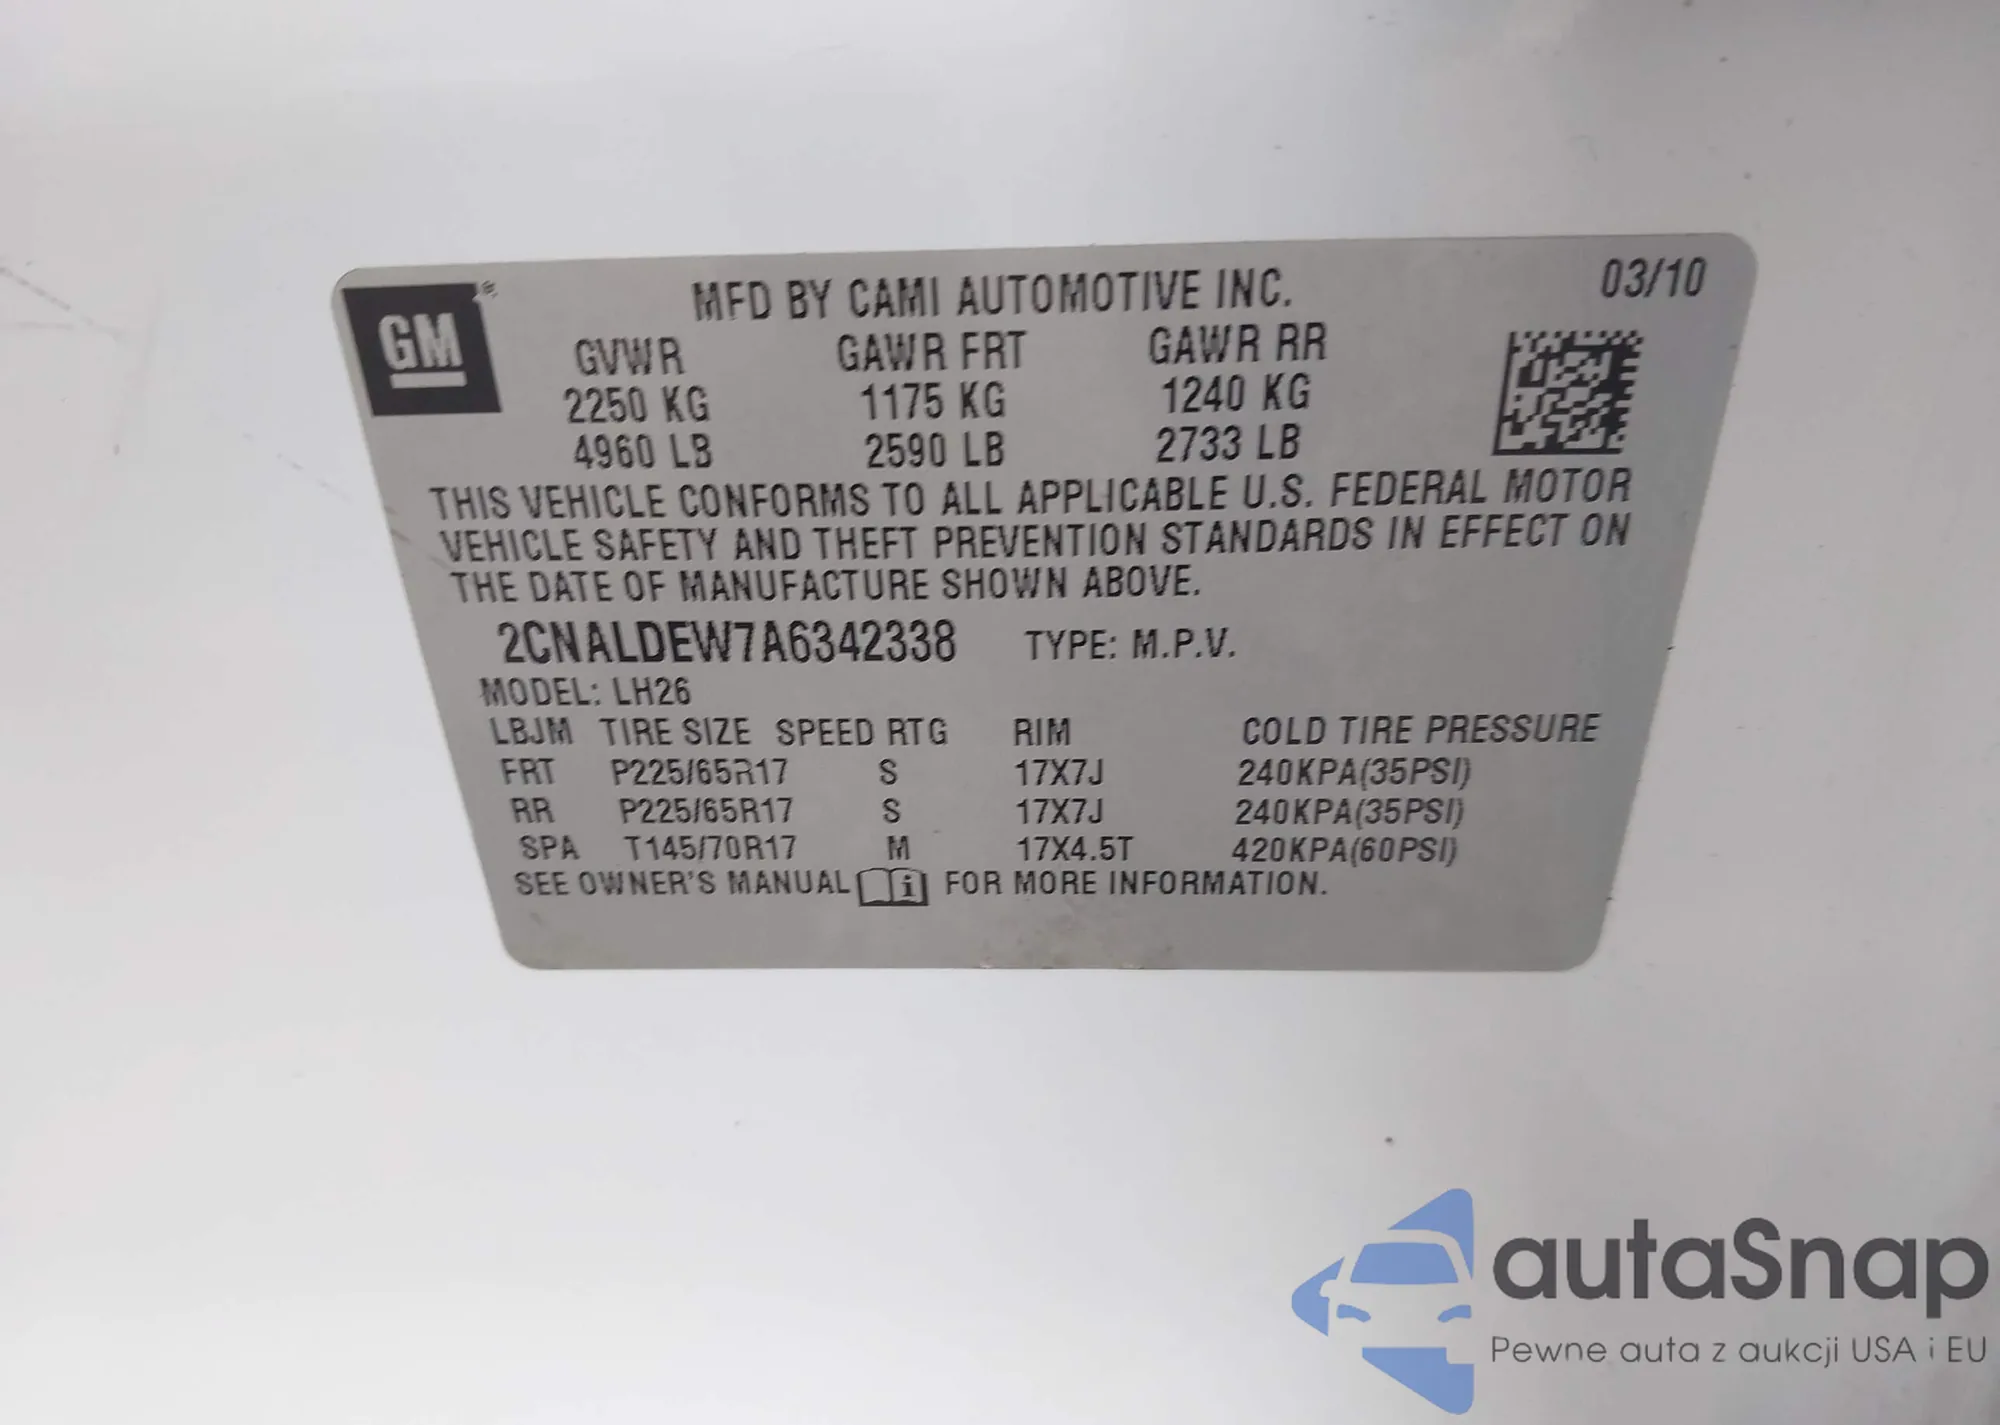 GM
MFD BY CAMI AUTOMOTIVE INC. 03/10
GVWR GAWR FRT GAWR RR
2250 KG 1175 KG 1240 KG
4960 LB 2590 LB 2733 LB
THIS VEHICLE CONFORMS TO ALL APPLICABLE U.S. FEDERAL MOTOR
VEHICLE SAFETY AND THEFT PREVENTION STANDARDS IN EFFECT ON
THE DATE OF MANUFACTURE SHOWN ABOVE.
2CNALDEW7A6342338 TYPE: M.P.V.
MODEL: LH26
LBJM TIRE SIZE SPEED RTG RIM COLD TIRE PRESSURE
FRT P225/65R17 S 17X7J 240KPA(35PSI)
RR P225/65R17 S 17X7J 240KPA(35PSI)
SPA T145/70R17 M 17X4.5T 420KPA(60PSI)
SEE OWNER'S MANUAL i FOR MORE INFORMATION.
autaSnap
Pewne auta z aukcji USA i EU